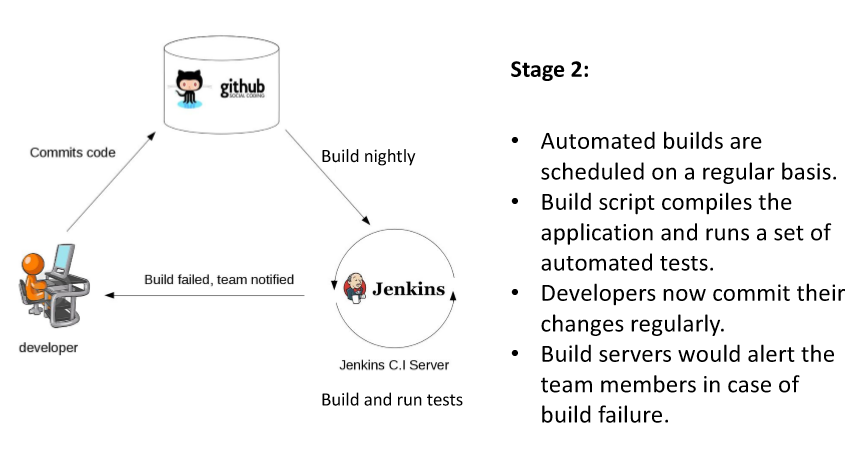 github
SOCIAL CODING
Commits code
Build nightly
Build failed, team notified
Jenkins
developer
Jenkins C.I Server
Build and run tests
Stage 2:
• Automated builds are
scheduled on a regular basis.
• Build script compiles the
application and runs a set of
automated tests.
• Developers now commit their
changes regularly.
• Build servers would alert the
team members in case of
build failure.